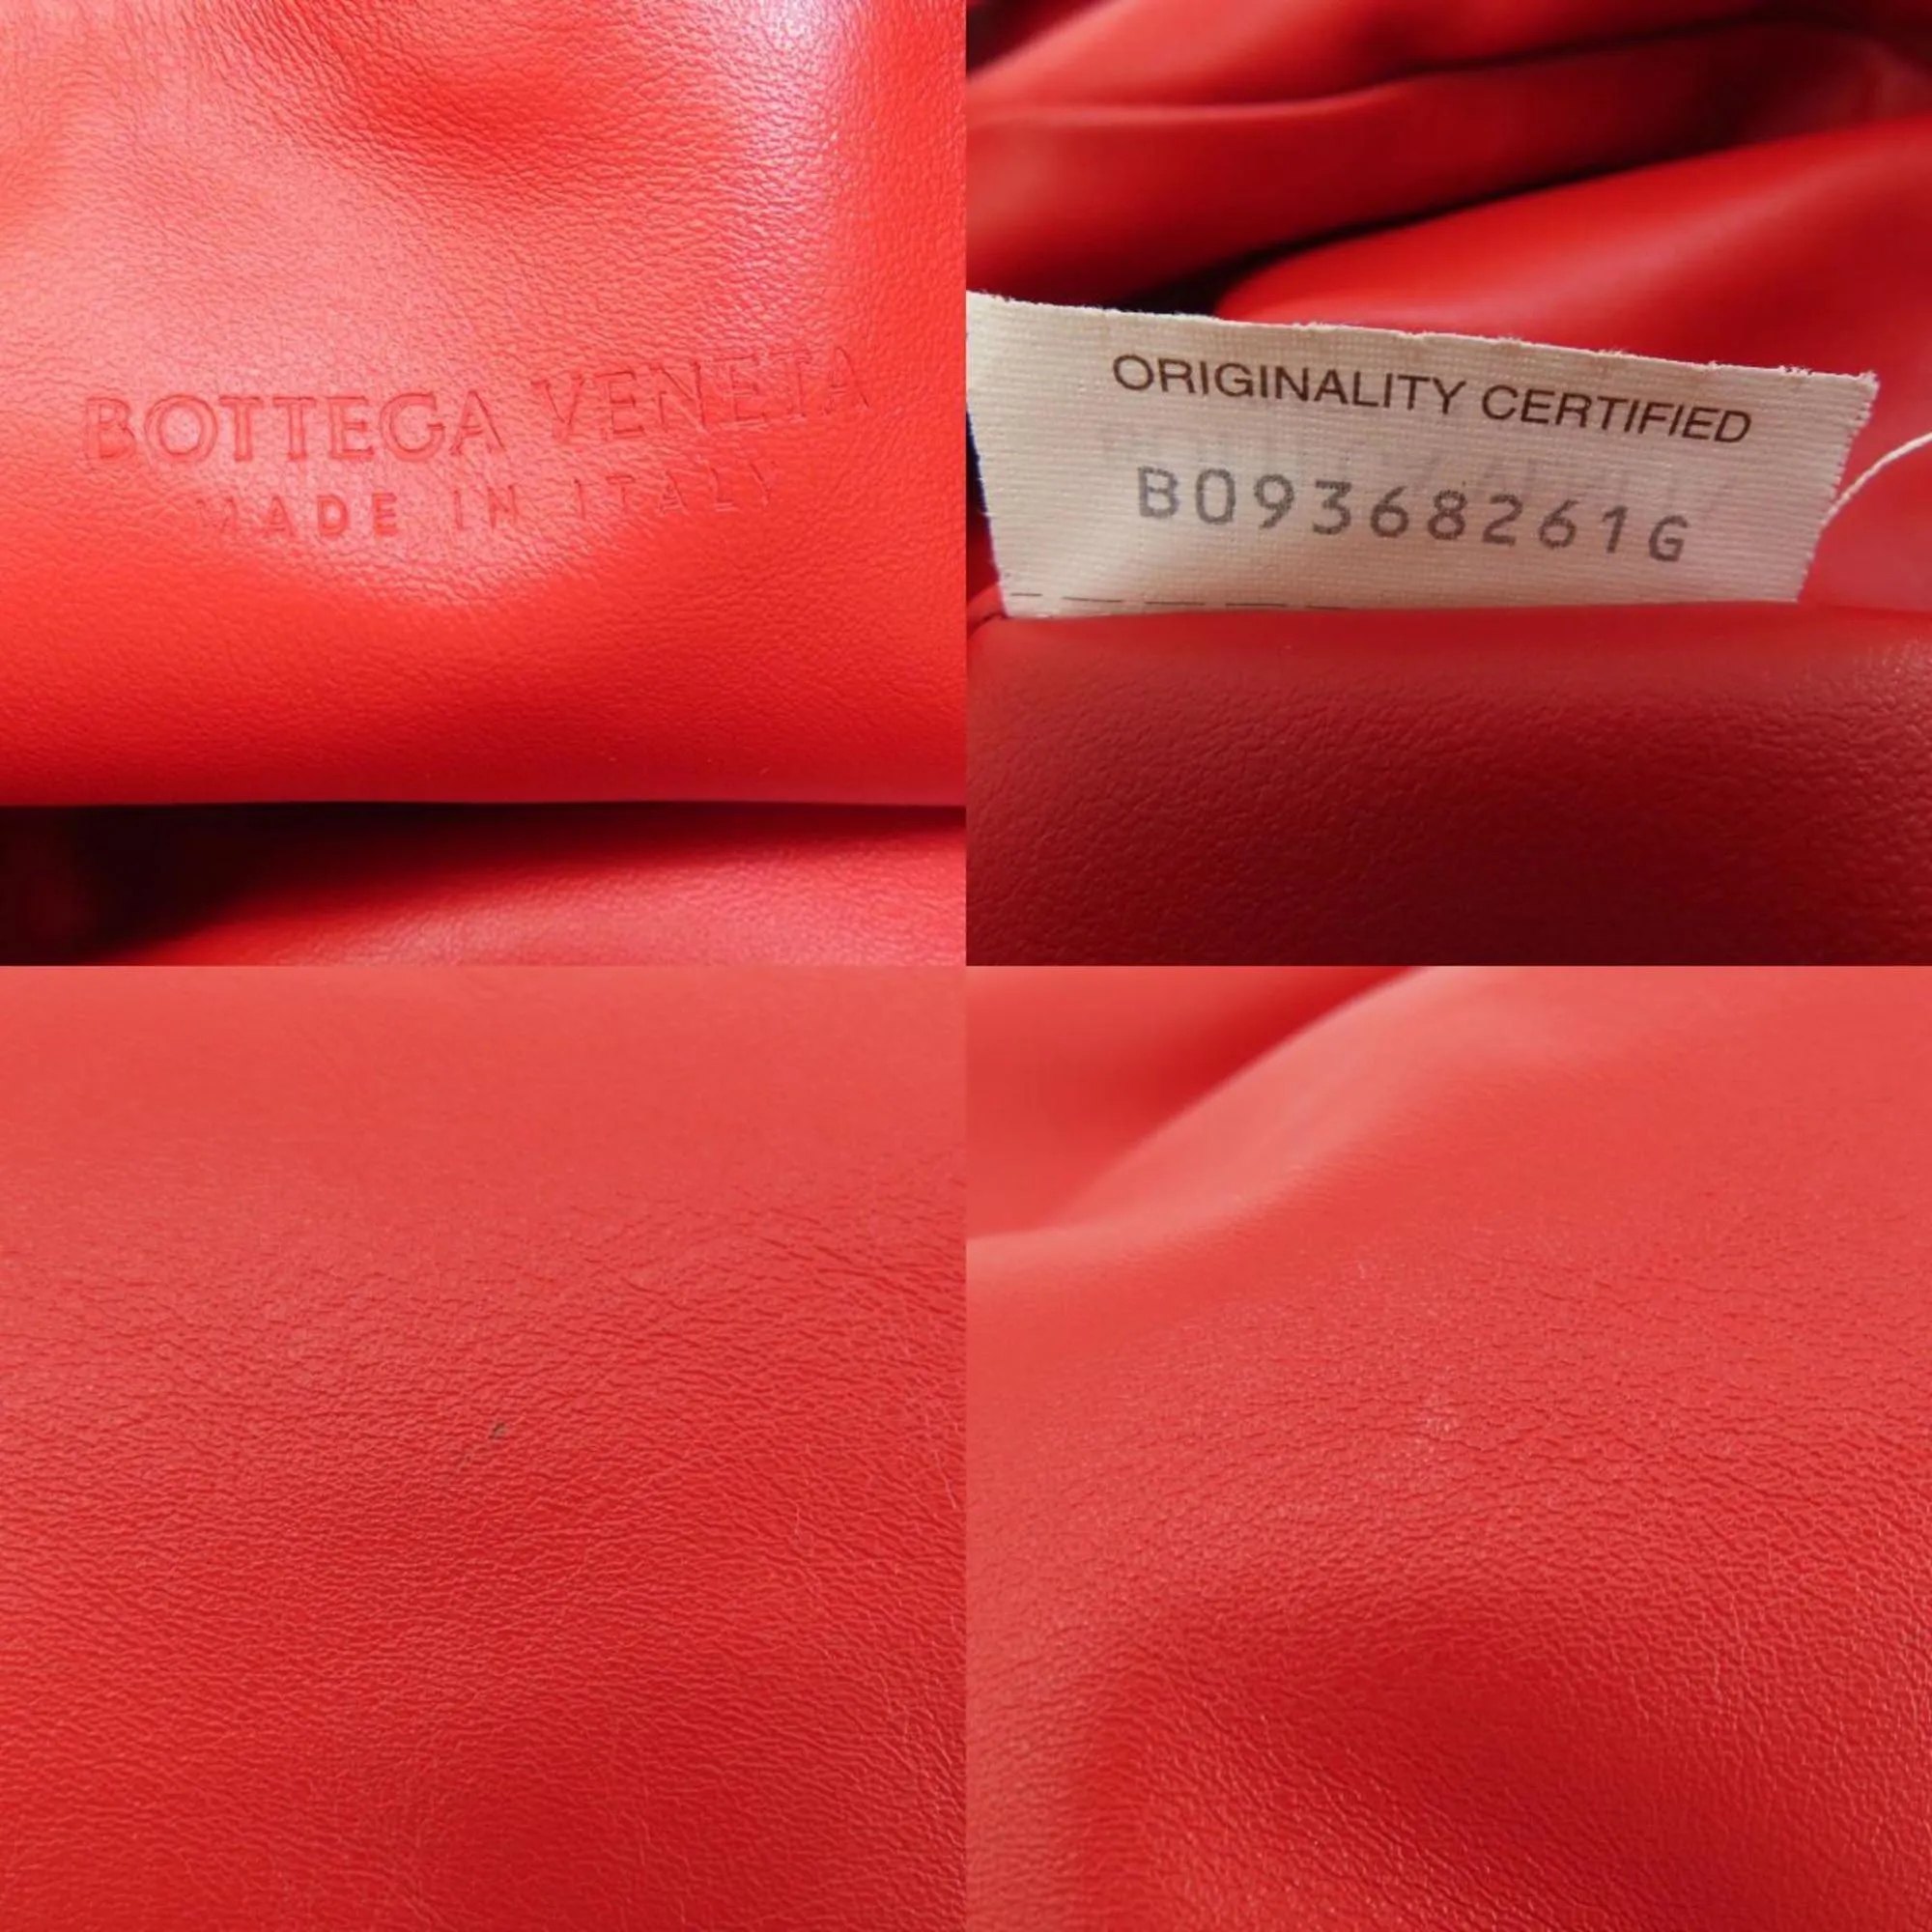 BOTTEGA VENETA
MADE IN ITALY
ORIGINALITY CERTIFIED
B09368261G